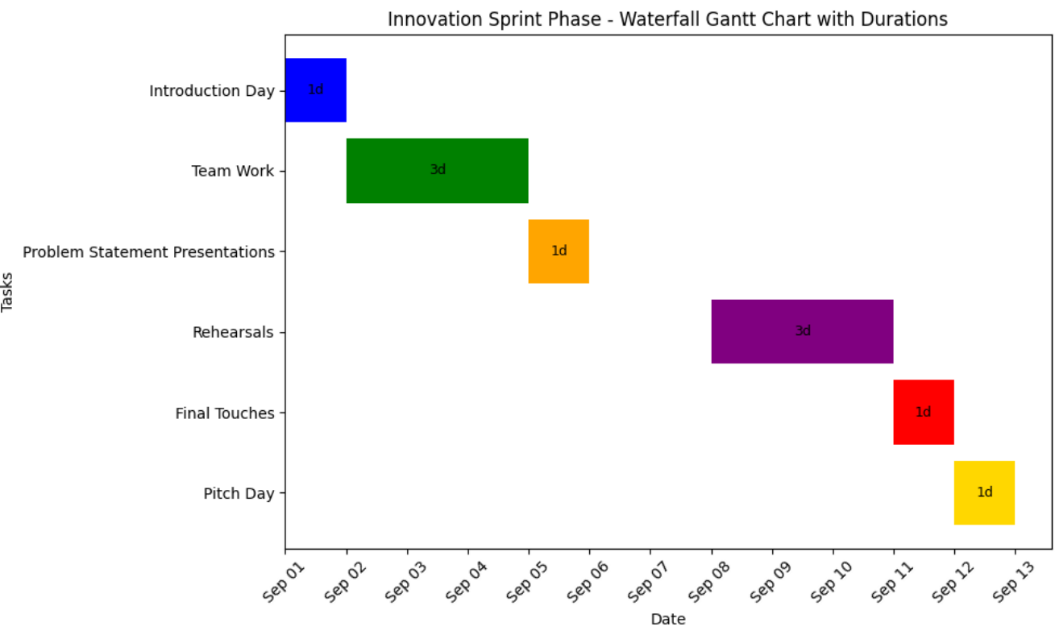 Innovation Sprint Phase - Waterfall Gantt Chart with Durations
Introduction Day
1d
Team Work
3d
Problem Statement Presentations
1d
Tasks
Rehearsals
3d
Final Touches
1d
Pitch Day
1d
Sep 01
Sep 02
Sep 03
Sep 04
Sep 05
Sep 06
Sep 07
Sep 08
Sep 09
Sep 10
Sep 11
Sep 12
Sep 13
Date